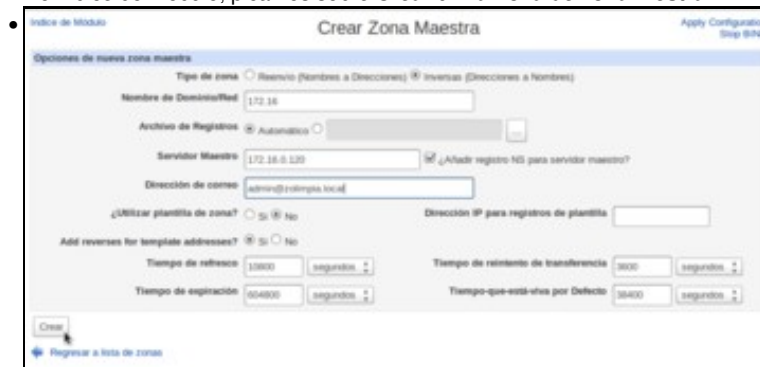 Indice de Módulo
Crear Zona Maestra
Apply Configuratio
Stop BIN
Opciones de nueva zona maestra
Tipo de zona Reenvío (Nombres a Direcciones) Inversas (Direcciones a Nombres)
Nombre de Dominio/Red 172.16
Archivo de Registros Automático ...
Servidor Maestro 172.16.0.120 ¿Añadir registro NS para servidor maestro?
Dirección de correo admin@zolimpia.local
¿Utilizar plantilla de zona? Si No Dirección IP para registros de plantilla
Add reverses for template addresses? Si No
Tiempo de refresco 10800 segundos Tiempo de reintento de transferencia 3600 segundos
Tiempo de expiración 604800 segundos Tiempo-que-está-viva por Defecto 38400 segundos
Crear
Regresar a lista de zonas